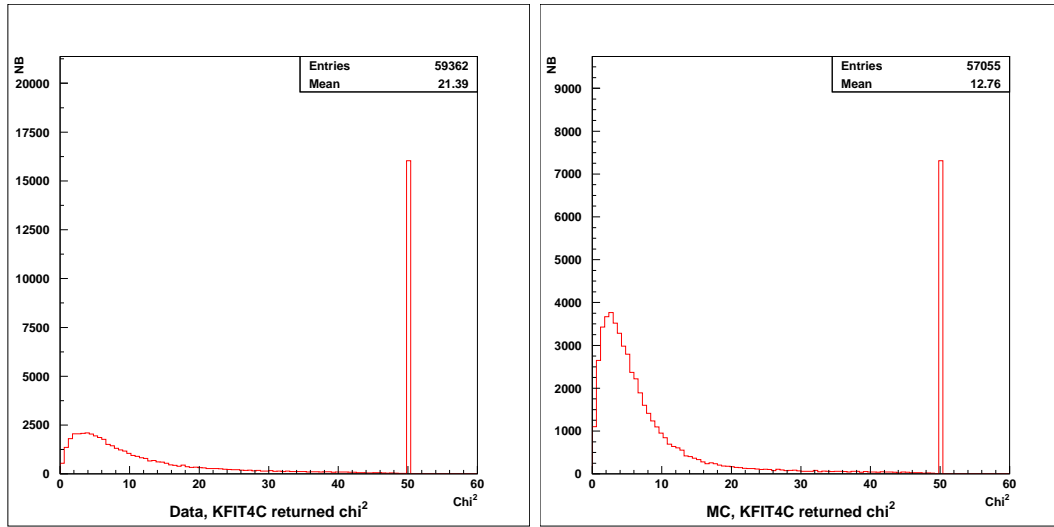 NB
Entries 59362
Mean 21.39
20000
17500
15000
12500
10000
7500
5000
2500
0
0 10 20 30 40 50 60
Chi²
Data, KFIT4C returned chi²
NB
Entries 57055
Mean 12.76
9000
8000
7000
6000
5000
4000
3000
2000
1000
0
0 10 20 30 40 50 60
Chi²
MC, KFIT4C returned chi²